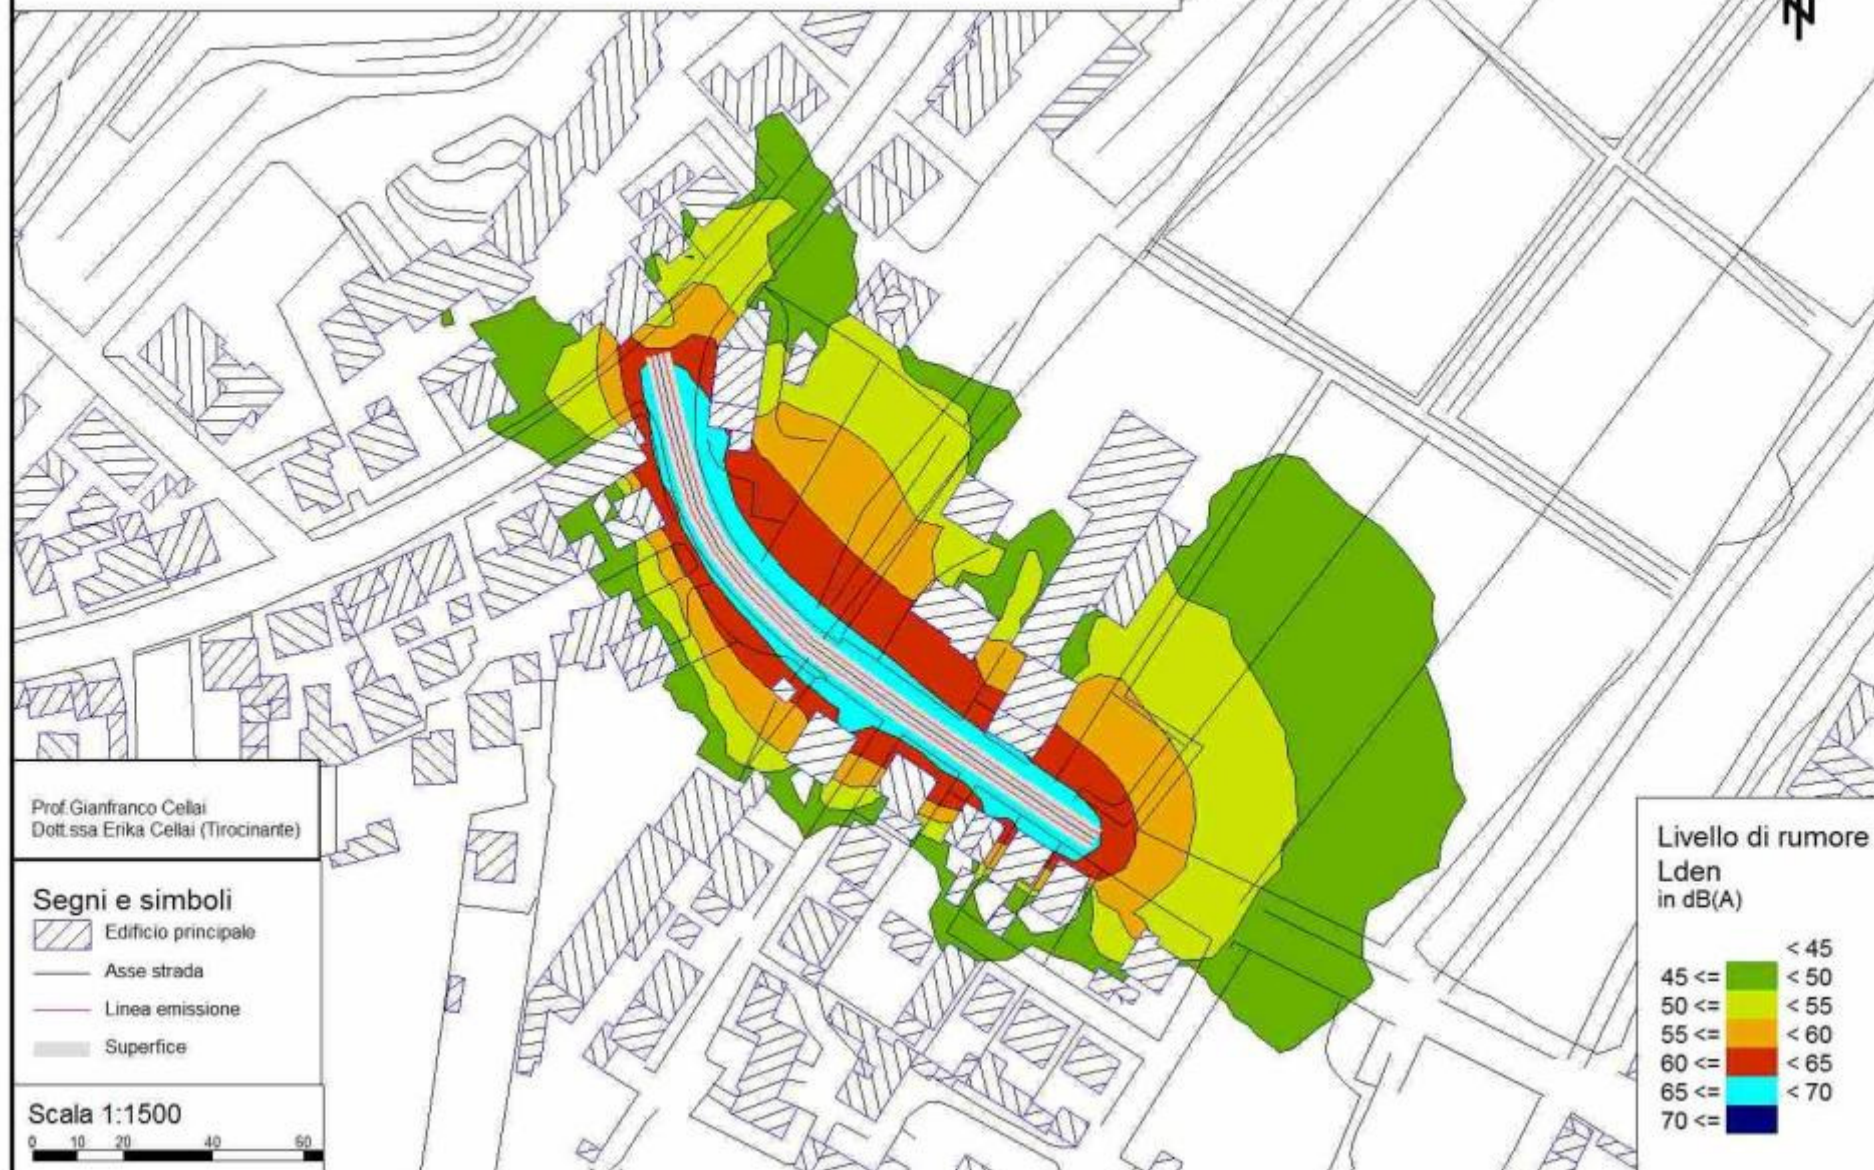 Prof.Gianfranco Cellai
Dott.ssa Erika Cellai (Tirocinante)
Segni e simboli
Edificio principale
Asse strada
Linea emissione
Superfice
Scala 1:1500
0 10 20 40 60
Livello di rumore
Lden
in dB(A)
< 45
45 <= < 50
50 <= < 55
55 <= < 60
60 <= < 65
65 <= < 70
70 <=